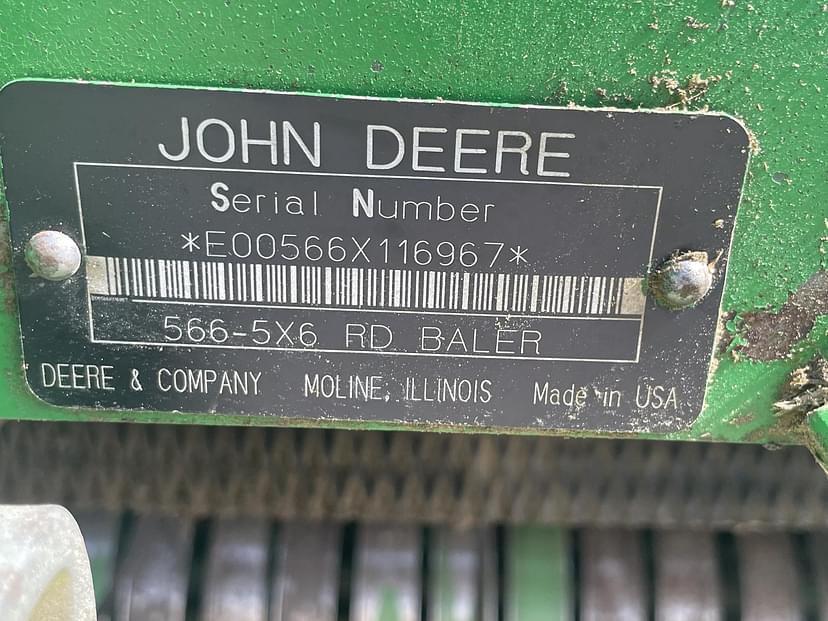 JOHN DEERE
Serial Number
*E00566X116967*
566-5X6 RD BALER
DEERE & COMPANY MOLINE, ILLINOIS Made in USA